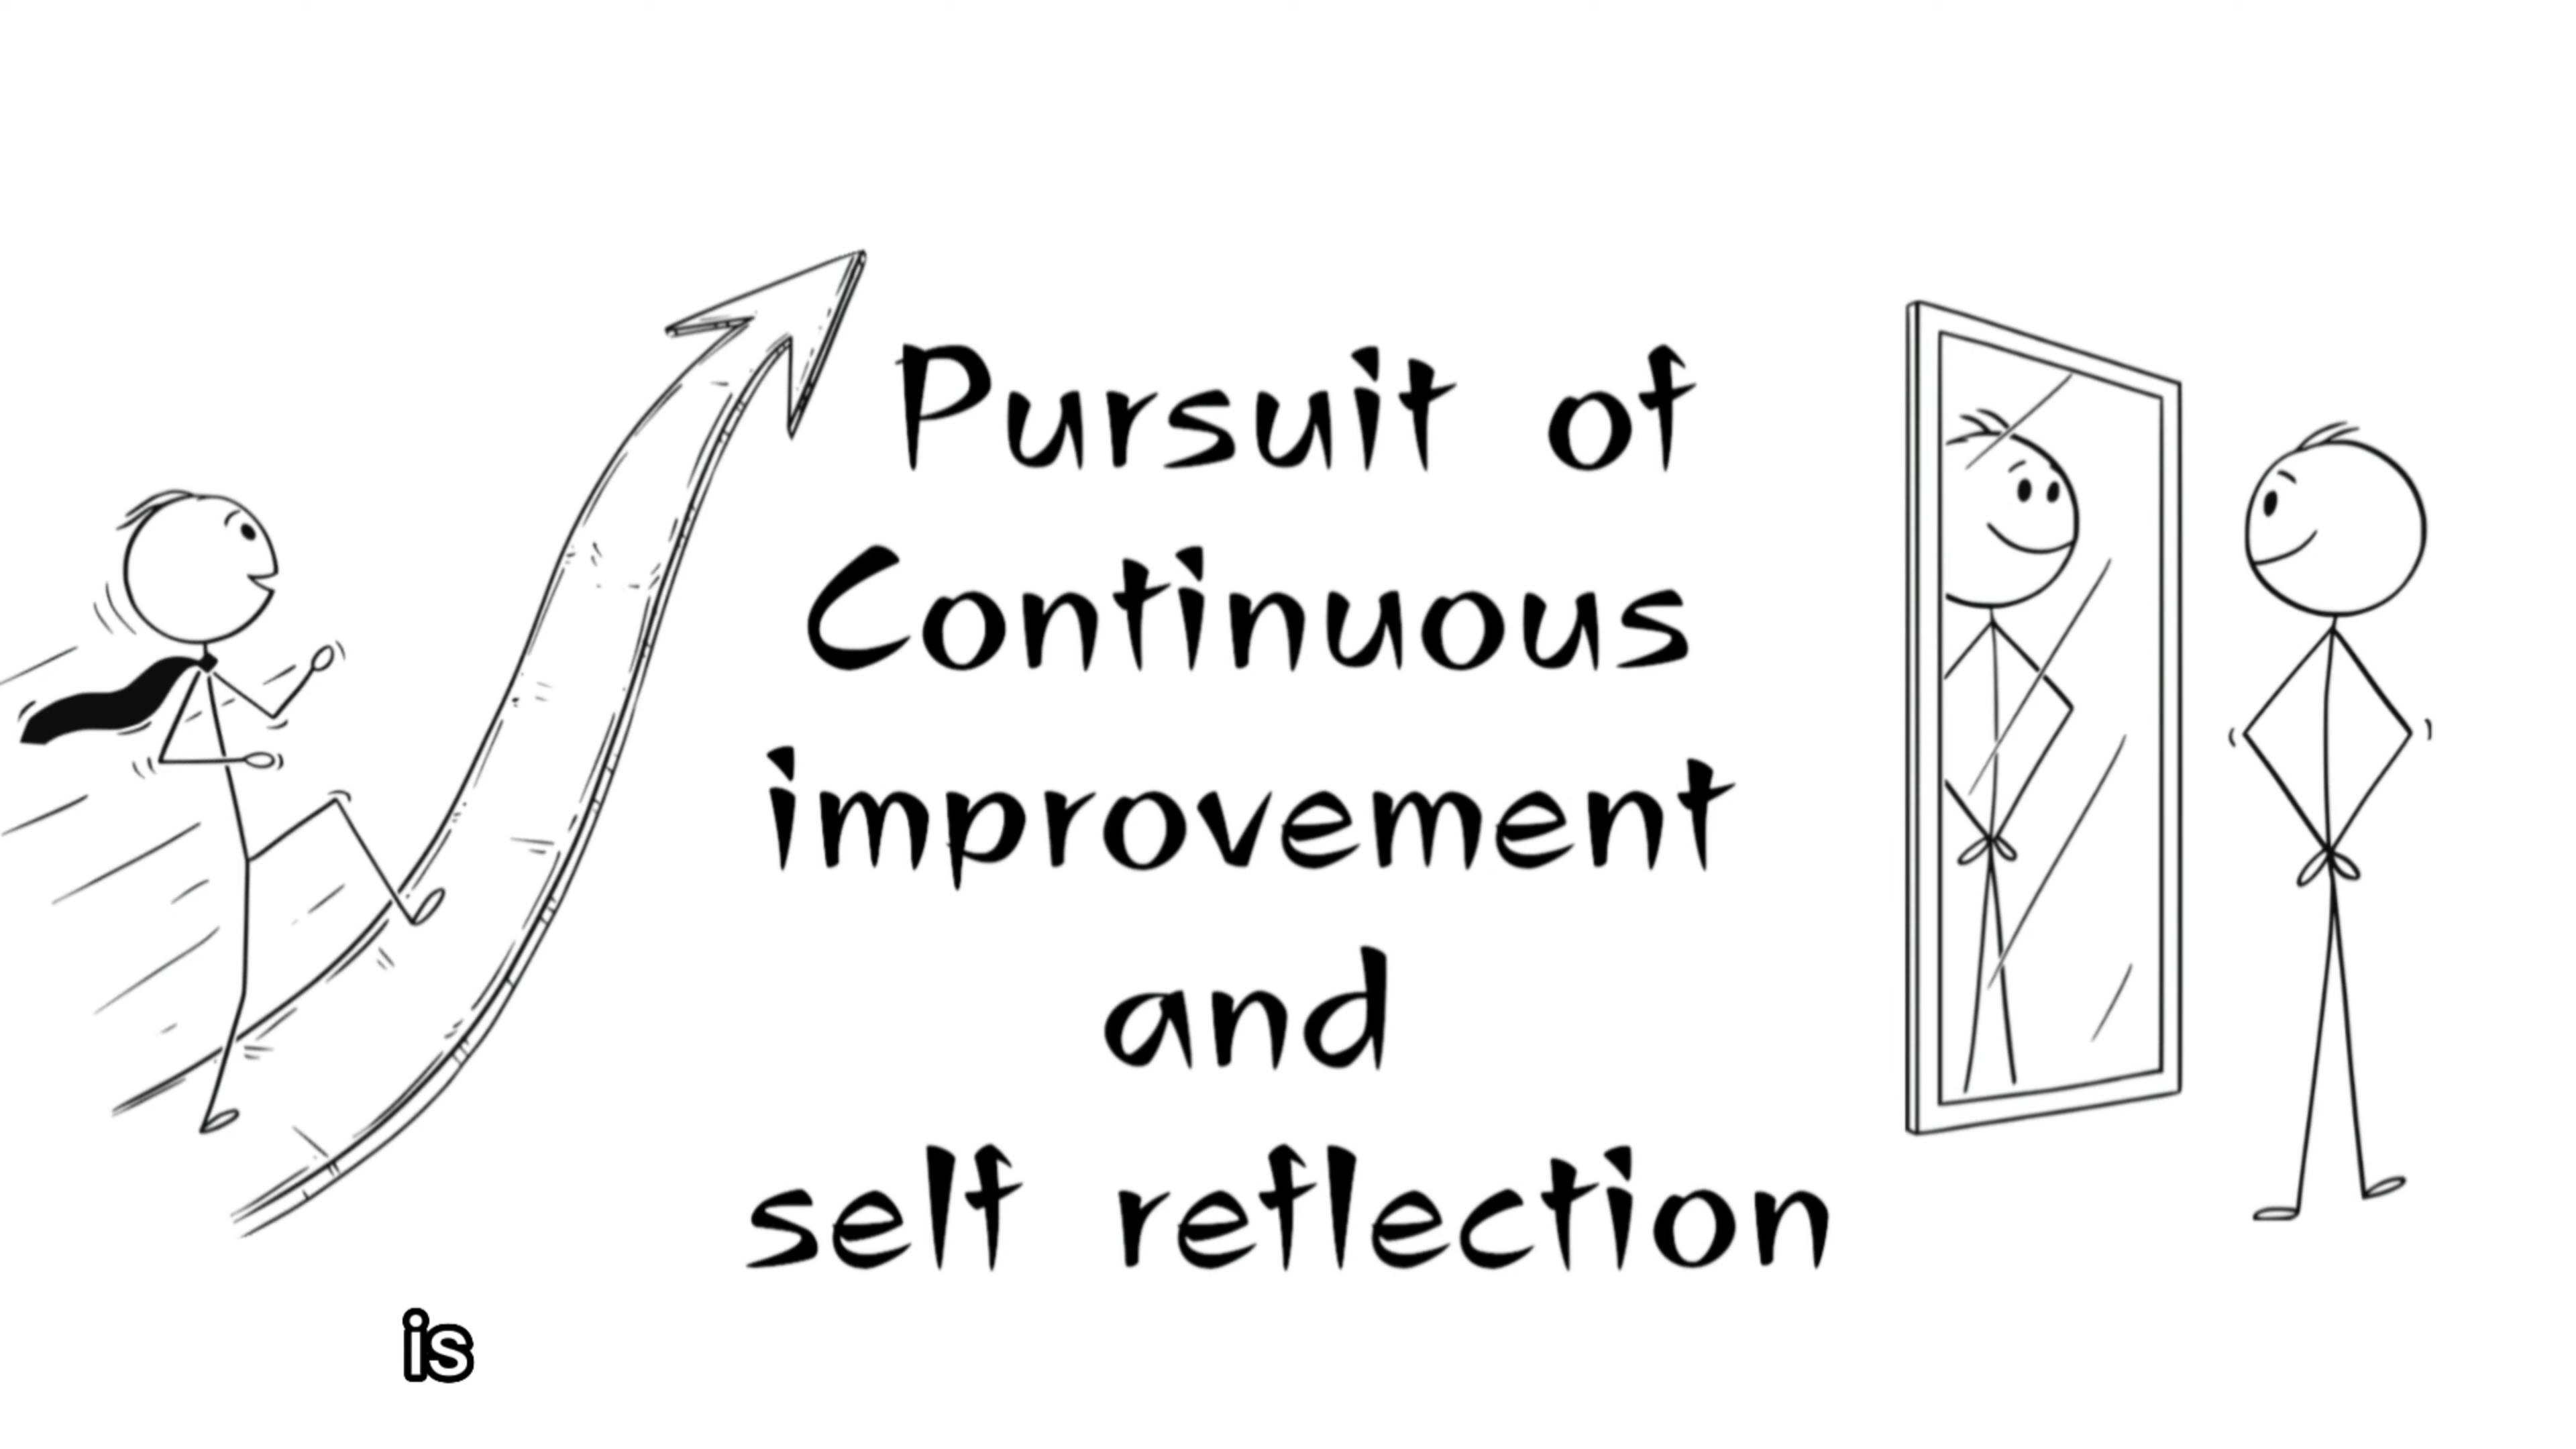 Pursuit of
Continuous
improvement
and
self reflection
is